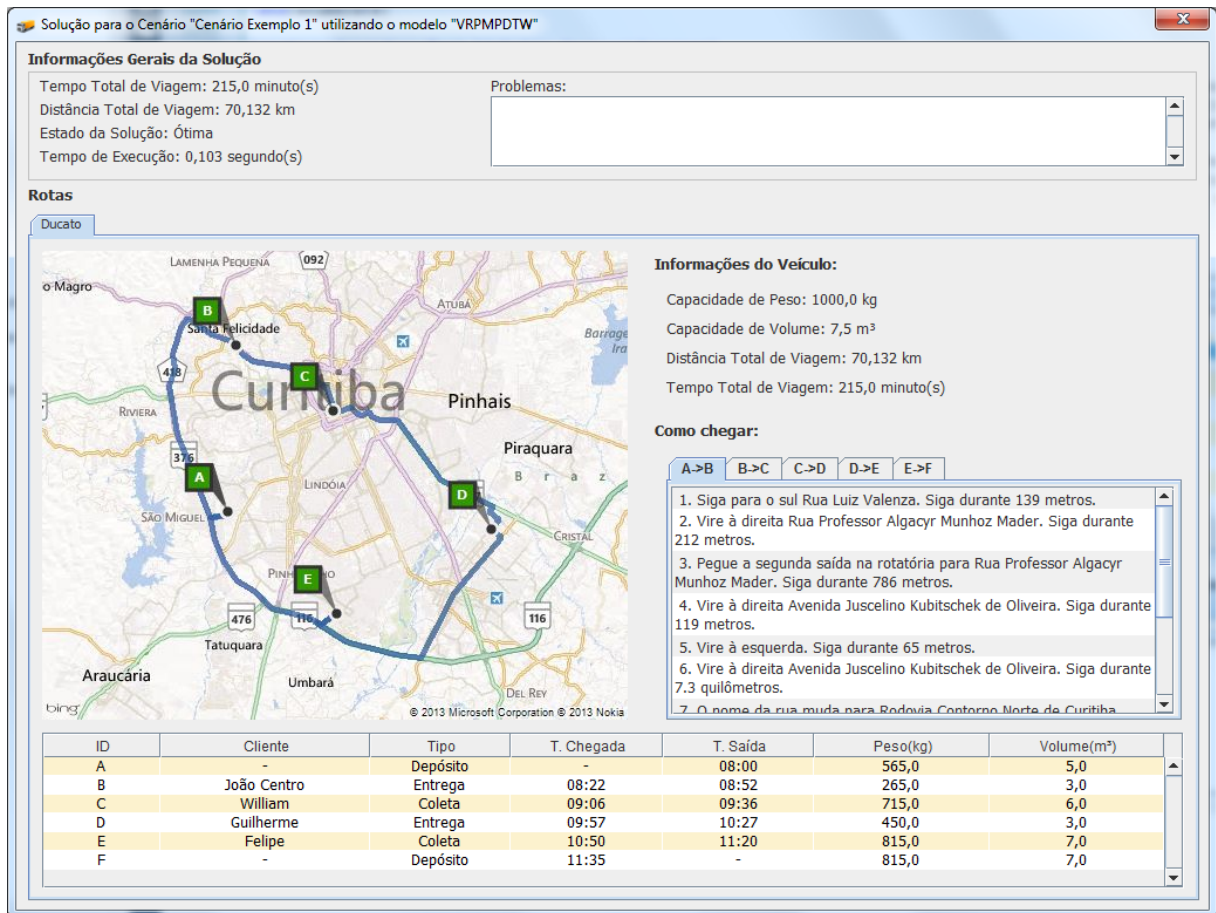 Solução para o Cenário "Cenário Exemplo 1" utilizando o modelo "VRPMPDTW"
Informações Gerais da Solução
Tempo Total de Viagem: 215,0 minuto(s)
Distância Total de Viagem: 70,132 km
Estado da Solução: Ótima
Tempo de Execução: 0,103 segundo(s)
Problemas:
Rotas
Ducato
LAMENHA PEQUENA
092
o Magro
B
ATUBA
Santa Felicidade
Barrage
Ira
418
C
Curitiba
Pinhais
RIVIERA
376
Piraquara
A
LINDÓIA
B r a z
D
SÃO MIGUEL
CRISTAL
E
476
116
116
Tatuquara
Araucária
Umbará
DEL REY
bing
© 2013 Microsoft Corporation © 2013 Nokia
Informações do Veículo:
Capacidade de Peso: 1000,0 kg
Capacidade de Volume: 7,5 m³
Distância Total de Viagem: 70,132 km
Tempo Total de Viagem: 215,0 minuto(s)
Como chegar:
A->B B->C C->D D->E E->F
1. Siga para o sul Rua Luiz Valenza. Siga durante 139 metros.
2. Vire à direita Rua Professor Algacyr Munhoz Mader. Siga durante
212 metros.
3. Pegue a segunda saída na rotatória para Rua Professor Algacyr
Munhoz Mader. Siga durante 786 metros.
4. Vire à direita Avenida Juscelino Kubitschek de Oliveira. Siga durante
119 metros.
5. Vire à esquerda. Siga durante 65 metros.
6. Vire à direita Avenida Juscelino Kubitschek de Oliveira. Siga durante
7.3 quilômetros.
7. O nome da rua muda para Rodovia Contorno Norte de Curitiba
ID Cliente Tipo T. Chegada T. Saída Peso(kg) Volume(m³)
A - Depósito - 08:00 565,0 5,0
B João Centro Entrega 08:22 08:52 265,0 3,0
C William Coleta 09:06 09:36 715,0 6,0
D Guilherme Entrega 09:57 10:27 450,0 3,0
E Felipe Coleta 10:50 11:20 815,0 7,0
F - Depósito 11:35 - 815,0 7,0